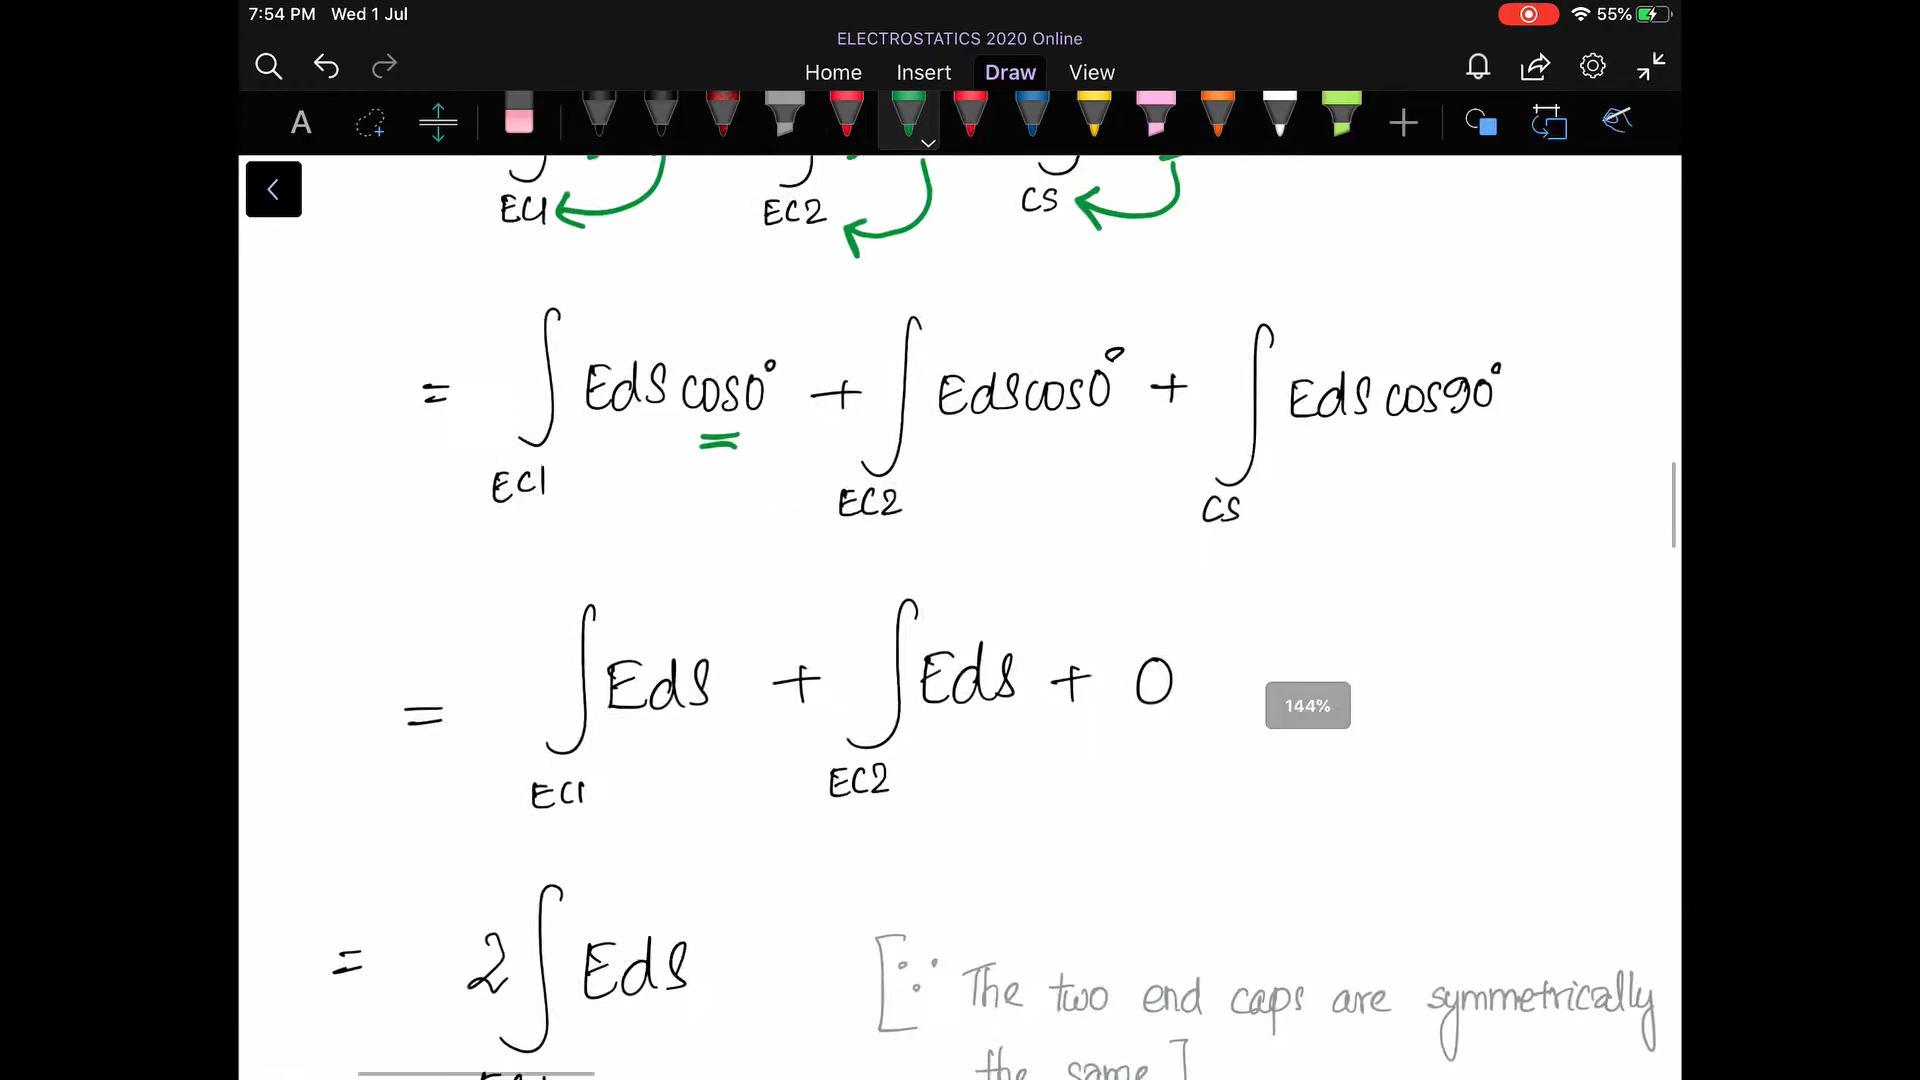 7:54 PM Wed 1 Jul
55%
ELECTROSTATICS 2020 Online
Home Insert Draw View
A
EC1 EC2 CS
= ∫ EdS cos0° + ∫ EdS cos0° + ∫ EdS cos90°
EC1 EC2 CS
= ∫ EdS + ∫ EdS + 0
144%
EC1 EC2
= 2 ∫ EdS [∵ The two end caps are symmetrically
the same]